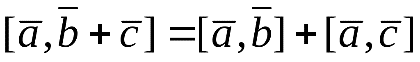 [a̅, b̅ + c̅] = [a̅, b̅] + [a̅, c̅]